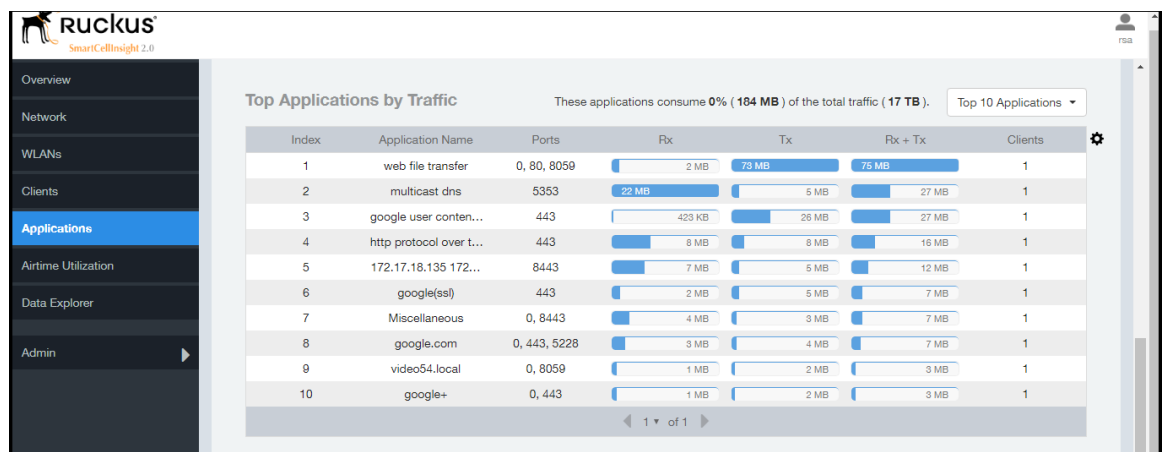 Ruckus
SmartCellInsight 2.0
rsa
Overview
Network
WLANs
Clients
Applications
Airtime Utilization
Data Explorer
Admin
Top Applications by Traffic
These applications consume 0% ( 184 MB ) of the total traffic ( 17 TB ).
Top 10 Applications
Index Application Name Ports Rx Tx Rx + Tx Clients
1 web file transfer 0, 80, 8059 2 MB 73 MB 75 MB 1
2 multicast dns 5353 22 MB 5 MB 27 MB 1
3 google user conten... 443 423 KB 26 MB 27 MB 1
4 http protocol over t... 443 8 MB 8 MB 16 MB 1
5 172.17.18.135 172... 8443 7 MB 5 MB 12 MB 1
6 google(ssl) 443 2 MB 5 MB 7 MB 1
7 Miscellaneous 0, 8443 4 MB 3 MB 7 MB 1
8 google.com 0, 443, 5228 3 MB 4 MB 7 MB 1
9 video54.local 0, 8059 1 MB 2 MB 3 MB 1
10 google+ 0, 443 1 MB 2 MB 3 MB 1
1 of 1